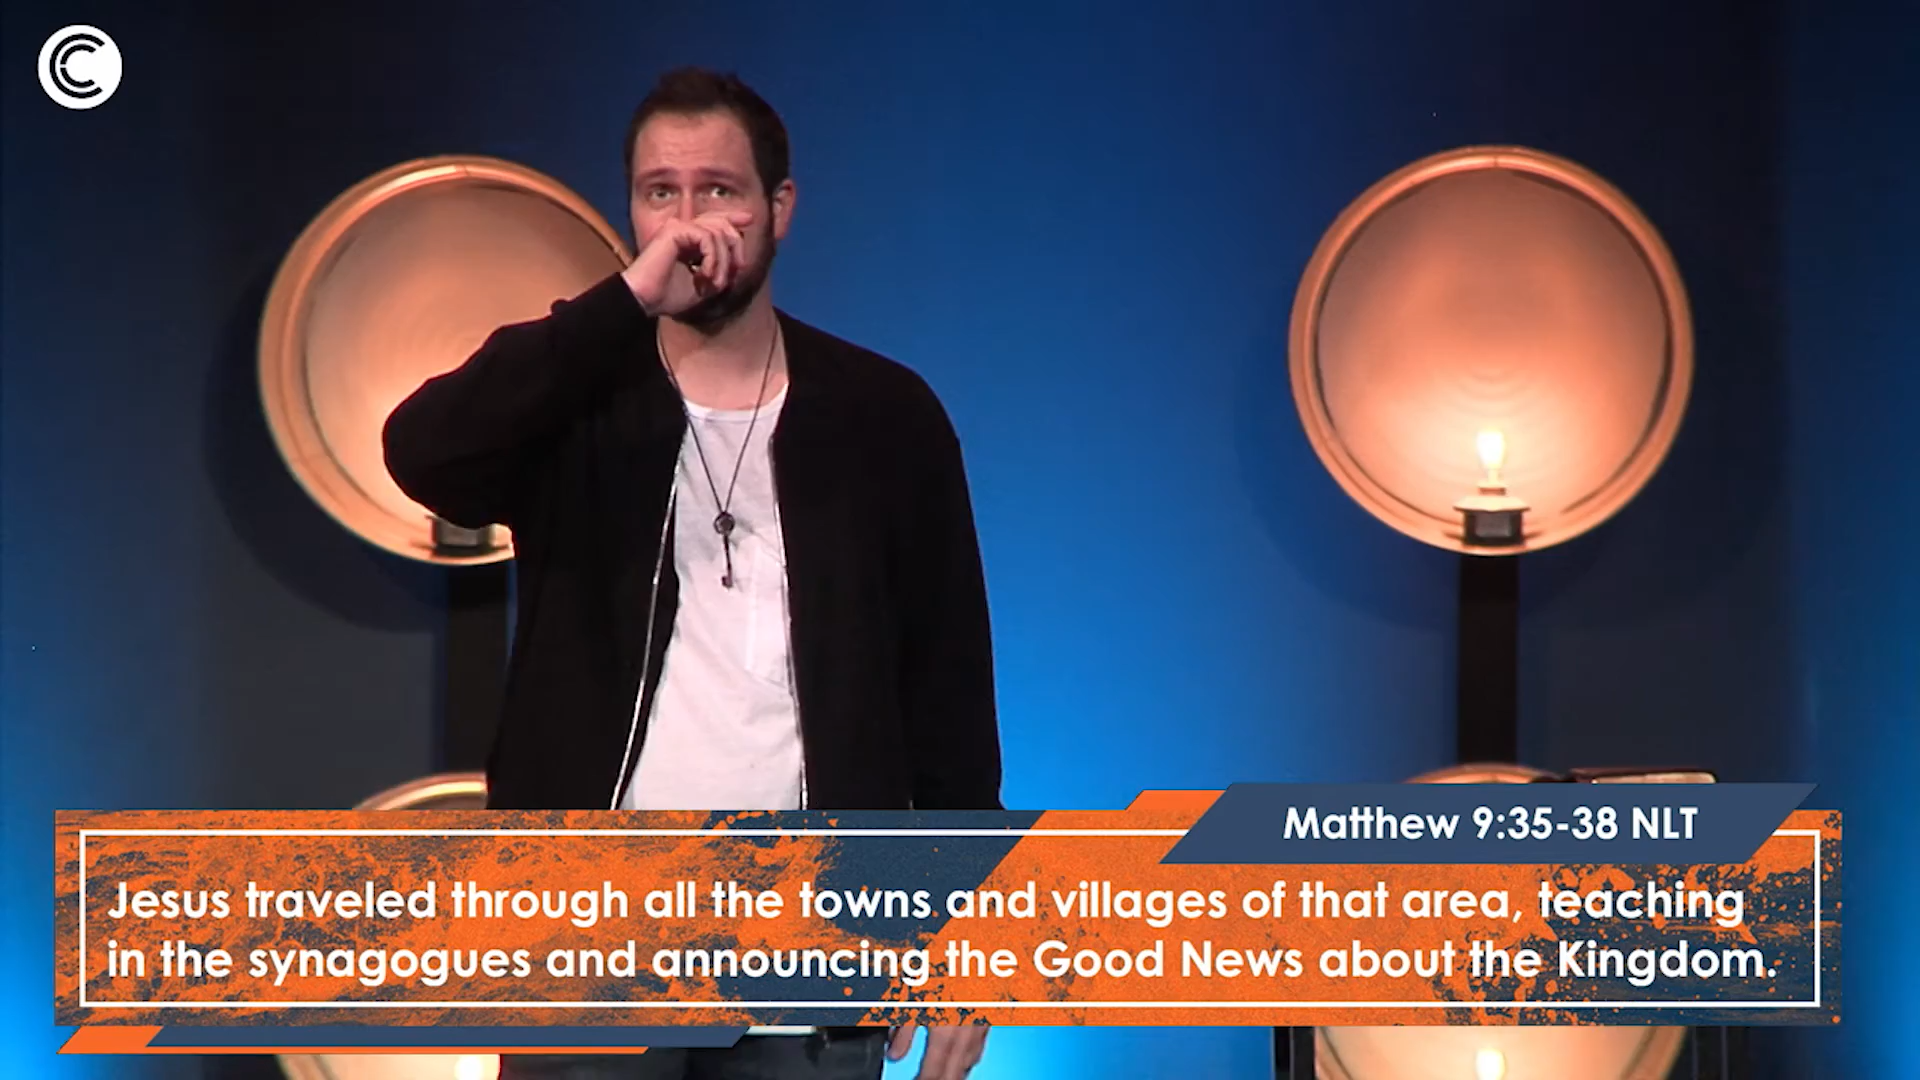 Matthew 9:35-38 NLT
Jesus traveled through all the towns and villages of that area, teaching
in the synagogues and announcing the Good News about the Kingdom.